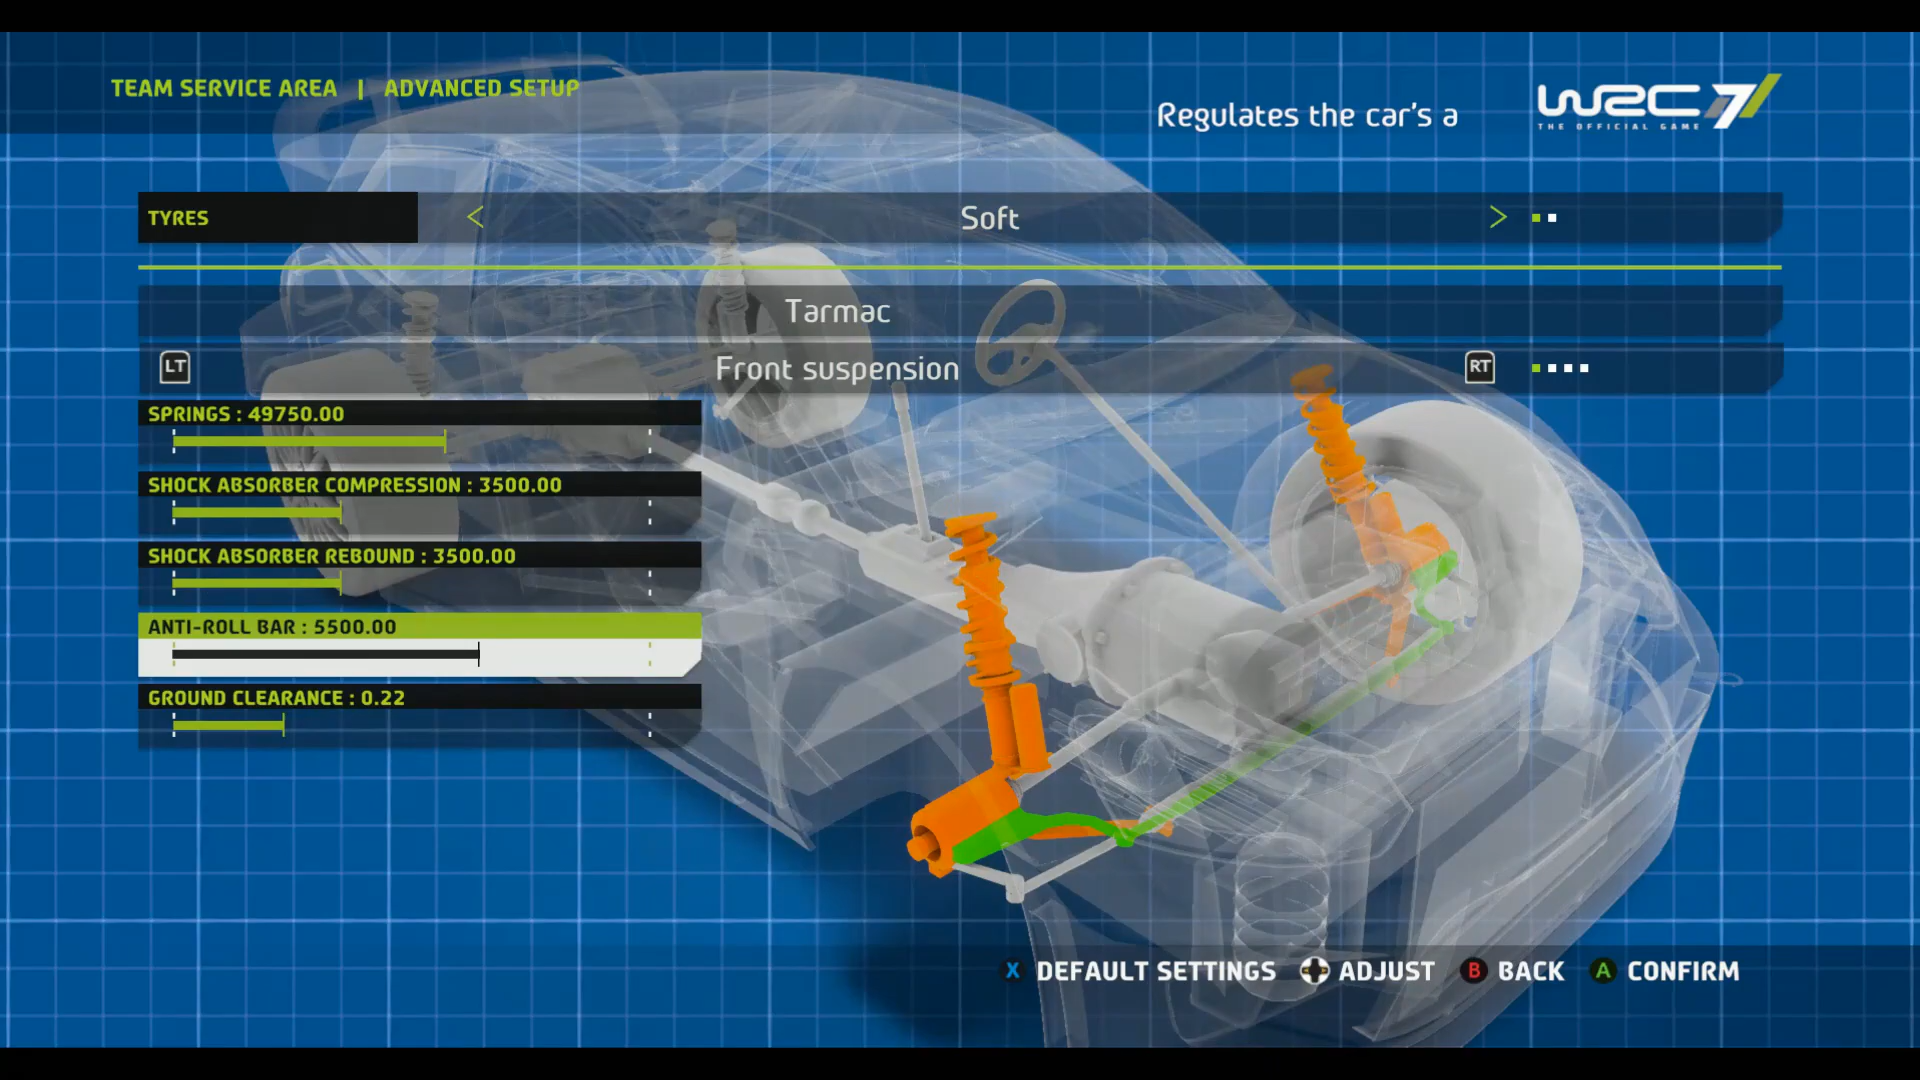 TEAM SERVICE AREA | ADVANCED SETUP
Regulates the car's a
WRC 7
THE OFFICIAL GAME
TYRES
< Soft >
Tarmac
LT Front suspension RT
SPRINGS : 49750.00
SHOCK ABSORBER COMPRESSION : 3500.00
SHOCK ABSORBER REBOUND : 3500.00
ANTI-ROLL BAR : 5500.00
GROUND CLEARANCE : 0.22
X DEFAULT SETTINGS ADJUST B BACK A CONFIRM